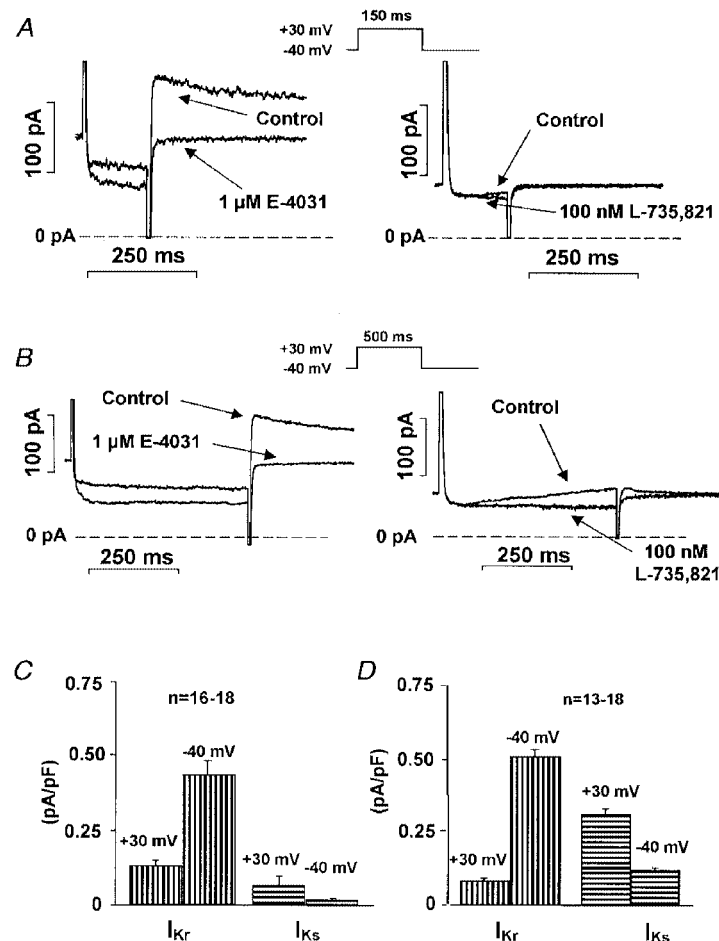 A
+30 mV
-40 mV
150 ms
100 pA
Control
1 µM E-4031
0 pA
250 ms
100 pA
Control
100 nM L-735,821
0 pA
250 ms
B
+30 mV
-40 mV
500 ms
100 pA
Control
1 µM E-4031
0 pA
250 ms
100 pA
Control
0 pA
250 ms
100 nM
L-735,821
C
(pA/pF)
0.75
0.50
0.25
0
n=16-18
+30 mV
-40 mV
+30 mV
-40 mV
IKr
IKs
D
(pA/pF)
0.75
0.50
0.25
0
n=13-18
+30 mV
-40 mV
+30 mV
-40 mV
IKr
IKs